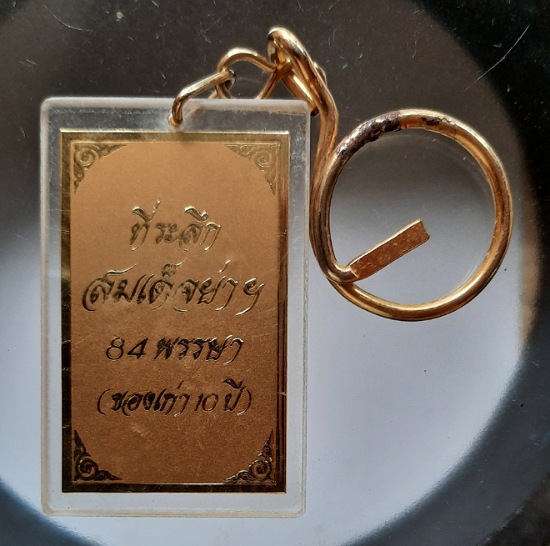 ที่ระลึก
สมเด็จย่าฯ
84 พรรษา
(ของเก่า 10 ปี)